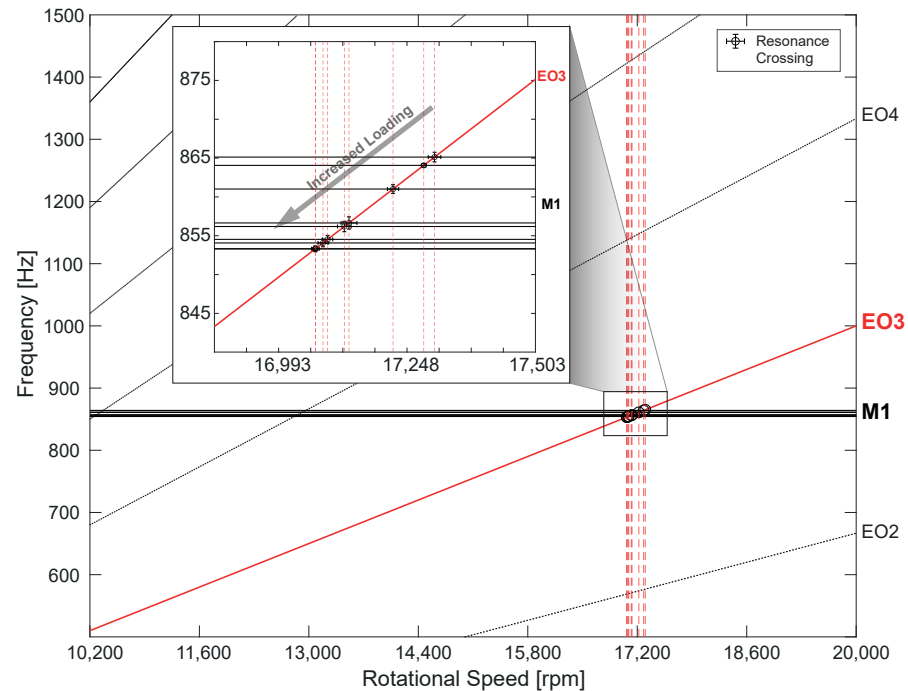 1500
1400
1300
1200
1100
1000
900
800
700
600
Frequency [Hz]
10,200
11,600
13,000
14,400
15,800
17,200
18,600
20,000
Rotational Speed [rpm]
875
865
855
845
16,993
17,248
17,503
Increased Loading
EO3
M1
Resonance
Crossing
EO4
EO3
M1
EO2